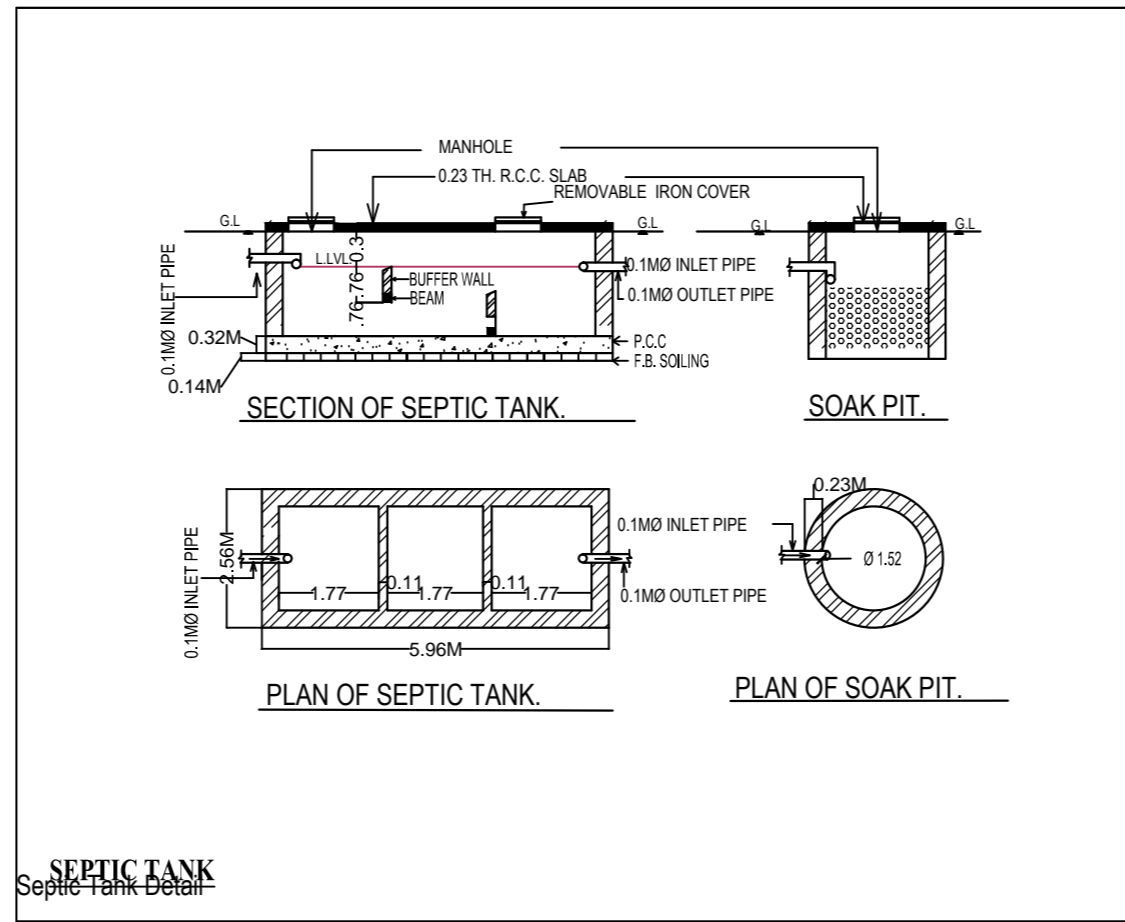 MANHOLE
0.23 TH. R.C.C. SLAB
REMOVABLE IRON COVER
G.L
G.L
G.L
G.L
L.LVL.
0.3
.76
.76
BUFFER WALL
BEAM
0.1MØ INLET PIPE
0.1MØ INLET PIPE
0.1MØ OUTLET PIPE
0.32M
0.14M
P.C.C
F.B. SOILING
SECTION OF SEPTIC TANK.
SOAK PIT.
0.1MØ INLET PIPE
2.56M
1.77
0.11
1.77
0.11
1.77
5.96M
0.1MØ OUTLET PIPE
0.1MØ INLET PIPE
0.23M
Ø 1.52
PLAN OF SEPTIC TANK.
PLAN OF SOAK PIT.
SEPTIC TANK
Septic Tank Detail